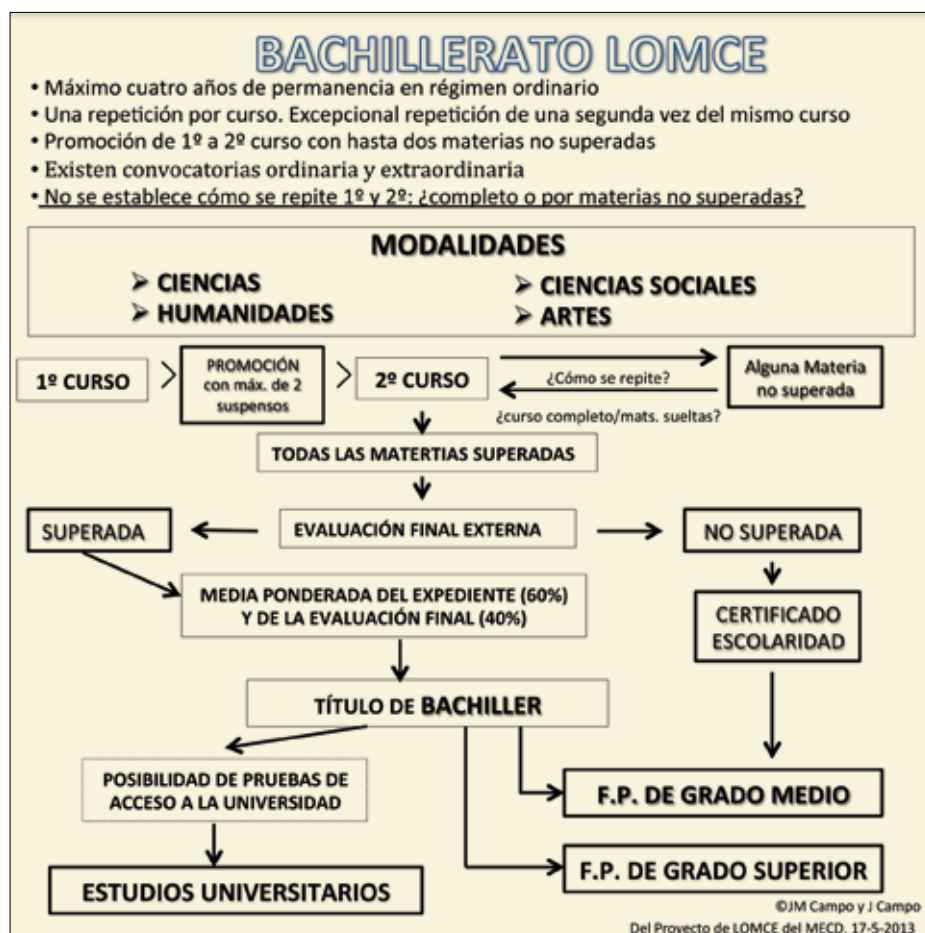 BACHILLERATO LOMCE
• Máximo cuatro años de permanencia en régimen ordinario
• Una repetición por curso. Excepcional repetición de una segunda vez del mismo curso
• Promoción de 1º a 2º curso con hasta dos materias no superadas
• Existen convocatorias ordinaria y extraordinaria
• No se establece cómo se repite 1º y 2º: ¿completo o por materias no superadas?
MODALIDADES
➢ CIENCIAS
➢ HUMANIDADES
➢ CIENCIAS SOCIALES
➢ ARTES
1º CURSO
PROMOCIÓN
con máx. de 2
suspensos
2º CURSO
¿Cómo se repite?
¿curso completo/mats. sueltas?
Alguna Materia
no superada
TODAS LAS MATERTIAS SUPERADAS
EVALUACIÓN FINAL EXTERNA
SUPERADA
NO SUPERADA
MEDIA PONDERADA DEL EXPEDIENTE (60%)
Y DE LA EVALUACIÓN FINAL (40%)
CERTIFICADO
ESCOLARIDAD
TÍTULO DE BACHILLER
POSIBILIDAD DE PRUEBAS DE
ACCESO A LA UNIVERSIDAD
F.P. DE GRADO MEDIO
F.P. DE GRADO SUPERIOR
ESTUDIOS UNIVERSITARIOS
©JM Campo y J Campo
Del Proyecto de LOMCE del MECD, 17-5-2013